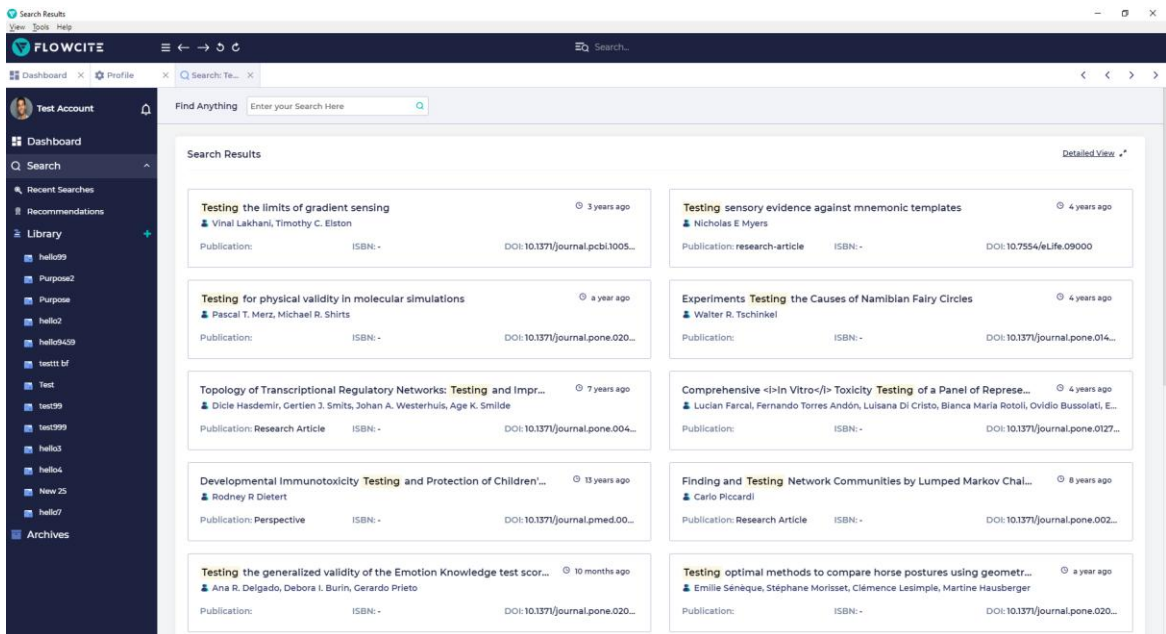 Search Results
View Tools Help
FLOWCITE
Search...
Dashboard
Profile
Search: Te...
Test Account
Find Anything
Enter your Search Here
Dashboard
Search
Recent Searches
Recommendations
Library
hello99
Purpose2
Purpose
hello2
hello9459
testtt bf
Test
test99
test999
hello3
hello4
New 25
hello7
Archives
Search Results
Detailed View
Testing the limits of gradient sensing
3 years ago
Vinal Lakhani, Timothy C. Elston
Publication: ISBN: - DOI: 10.1371/journal.pcbi.1005...
Testing sensory evidence against mnemonic templates
4 years ago
Nicholas E Myers
Publication: research-article ISBN: - DOI: 10.7554/eLife.09000
Testing for physical validity in molecular simulations
a year ago
Pascal T. Merz, Michael R. Shirts
Publication: ISBN: - DOI: 10.1371/journal.pone.020...
Experiments Testing the Causes of Namibian Fairy Circles
4 years ago
Walter R. Tschinkel
Publication: ISBN: - DOI: 10.1371/journal.pone.014...
Topology of Transcriptional Regulatory Networks: Testing and Impr...
7 years ago
Dicle Hasdemir, Gertien J. Smits, Johan A. Westerhuis, Age K. Smilde
Publication: Research Article ISBN: - DOI: 10.1371/journal.pone.004...
Comprehensive <i>In Vitro</i> Toxicity Testing of a Panel of Represe...
4 years ago
Lucian Farcal, Fernando Torres Andón, Luisana Di Cristo, Bianca Maria Rotoli, Ovidio Bussolati, E...
Publication: ISBN: - DOI: 10.1371/journal.pone.0127...
Developmental Immunotoxicity Testing and Protection of Children'...
13 years ago
Rodney R Dietert
Publication: Perspective ISBN: - DOI: 10.1371/journal.pmed.00...
Finding and Testing Network Communities by Lumped Markov Chai...
8 years ago
Carlo Piccardi
Publication: Research Article ISBN: - DOI: 10.1371/journal.pone.002...
Testing the generalized validity of the Emotion Knowledge test scor...
10 months ago
Ana R. Delgado, Debora I. Burin, Gerardo Prieto
Publication: ISBN: - DOI: 10.1371/journal.pone.020...
Testing optimal methods to compare horse postures using geometr...
a year ago
Emilie Sénèque, Stéphane Morisset, Clémence Lesimple, Martine Hausberger
Publication: ISBN: - DOI: 10.1371/journal.pone.020...